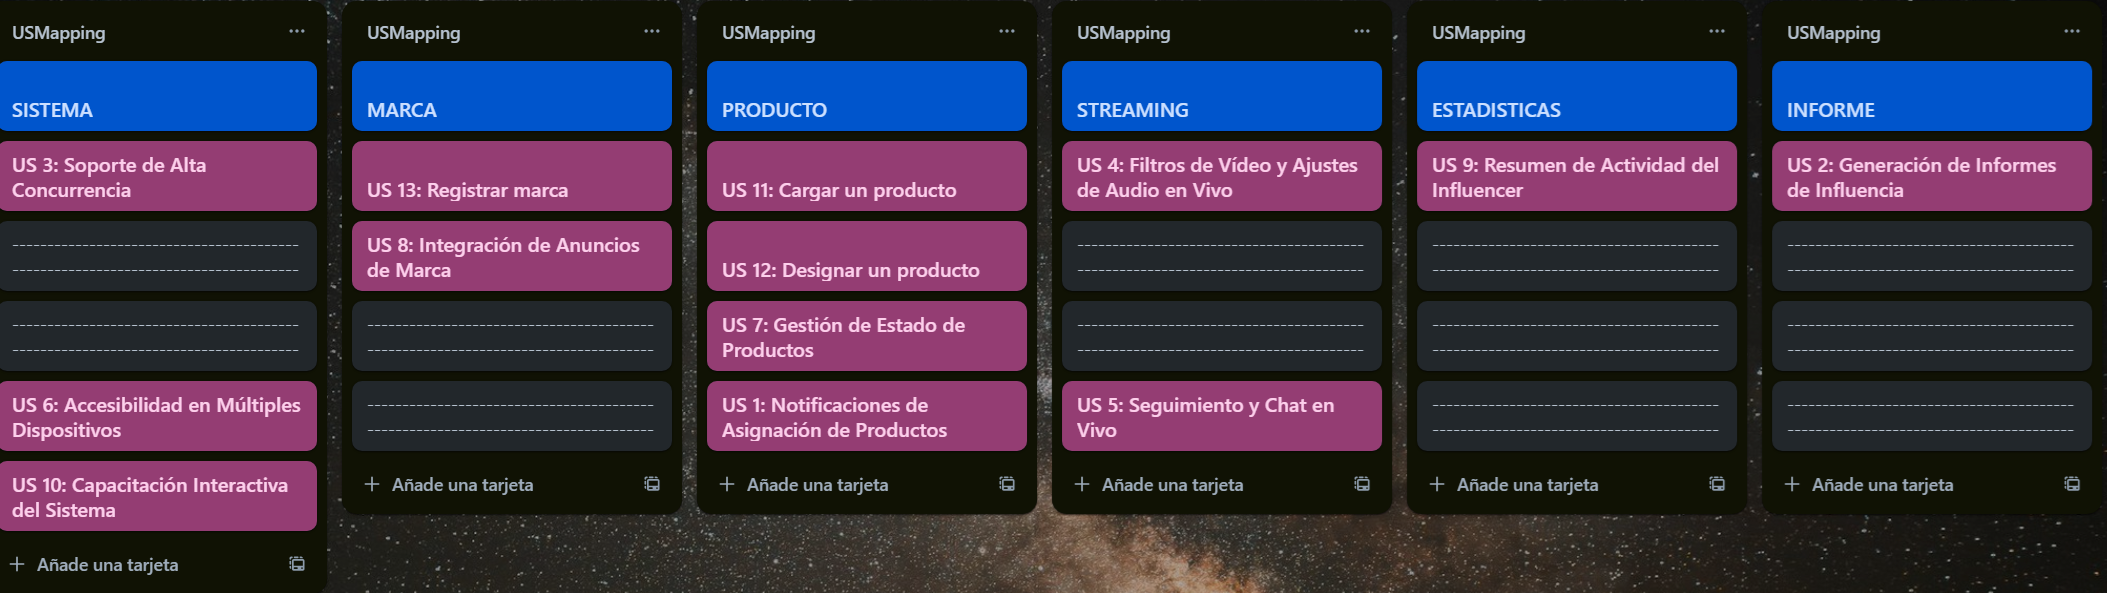 USMapping
SISTEMA
US 3: Soporte de Alta
Concurrencia
-----------------------------------------
-----------------------------------------
-----------------------------------------
-----------------------------------------
US 6: Accesibilidad en Múltiples
Dispositivos
US 10: Capacitación Interactiva
del Sistema
Añade una tarjeta
USMapping
MARCA
US 13: Registrar marca
US 8: Integración de Anuncios
de Marca
-----------------------------------------
-----------------------------------------
-----------------------------------------
-----------------------------------------
Añade una tarjeta
USMapping
PRODUCTO
US 11: Cargar un producto
US 12: Designar un producto
US 7: Gestión de Estado de
Productos
US 1: Notificaciones de
Asignación de Productos
Añade una tarjeta
USMapping
STREAMING
US 4: Filtros de Vídeo y Ajustes
de Audio en Vivo
-----------------------------------------
-----------------------------------------
-----------------------------------------
-----------------------------------------
US 5: Seguimiento y Chat en
Vivo
Añade una tarjeta
USMapping
ESTADISTICAS
US 9: Resumen de Actividad del
Influencer
-----------------------------------------
-----------------------------------------
-----------------------------------------
-----------------------------------------
-----------------------------------------
-----------------------------------------
Añade una tarjeta
USMapping
INFORME
US 2: Generación de Informes
de Influencia
-----------------------------------------
-----------------------------------------
-----------------------------------------
-----------------------------------------
-----------------------------------------
-----------------------------------------
Añade una tarjeta